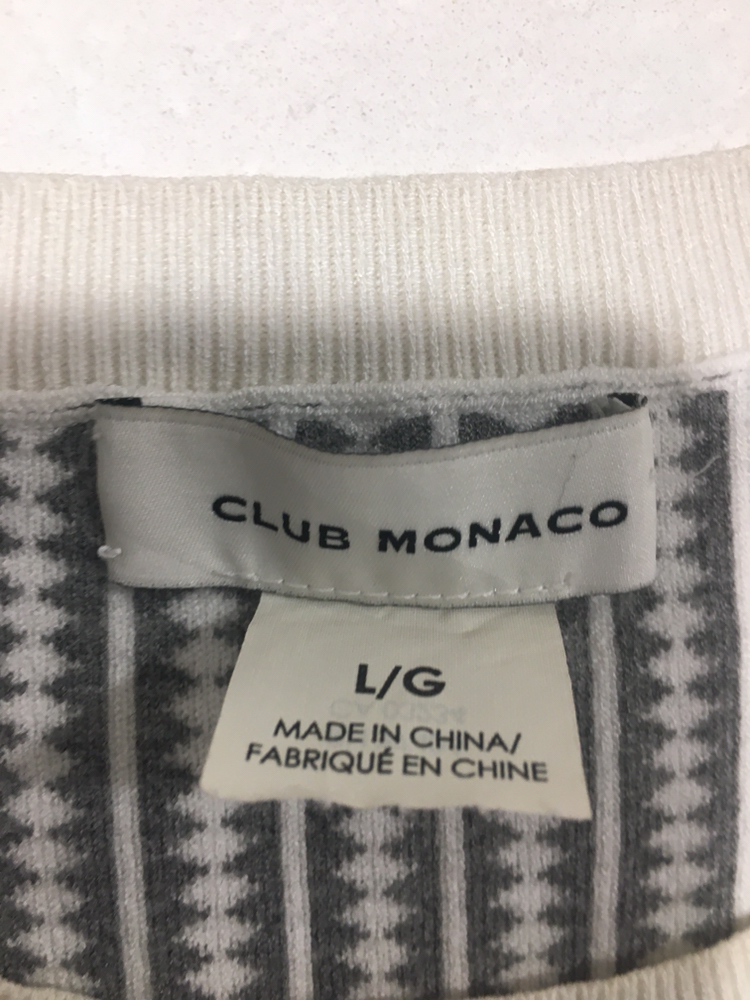 CLUB MONACO
L/G
MADE IN CHINA/
FABRIQUÉ EN CHINE